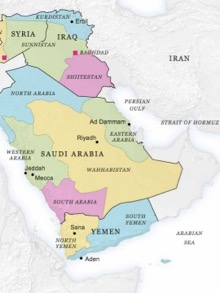 KURDISTAN
Erbil
SYRIA
IRAQ
SUNNISTAN
BAGHDAD
IRAN
SHIITESTAN
NORTH ARABIA
PERSIAN
GULF
Ad Dammam
STRAIT OF HORMUZ
EASTERN
ARABIA
Riyadh
WESTERN
ARABIA
SAUDI ARABIA
Jeddah
Mecca
WAHHABISTAN
SOUTH ARABIA
SOUTH
YEMEN
Sana
YEMEN
NORTH
YEMEN
ARABIAN
SEA
Aden